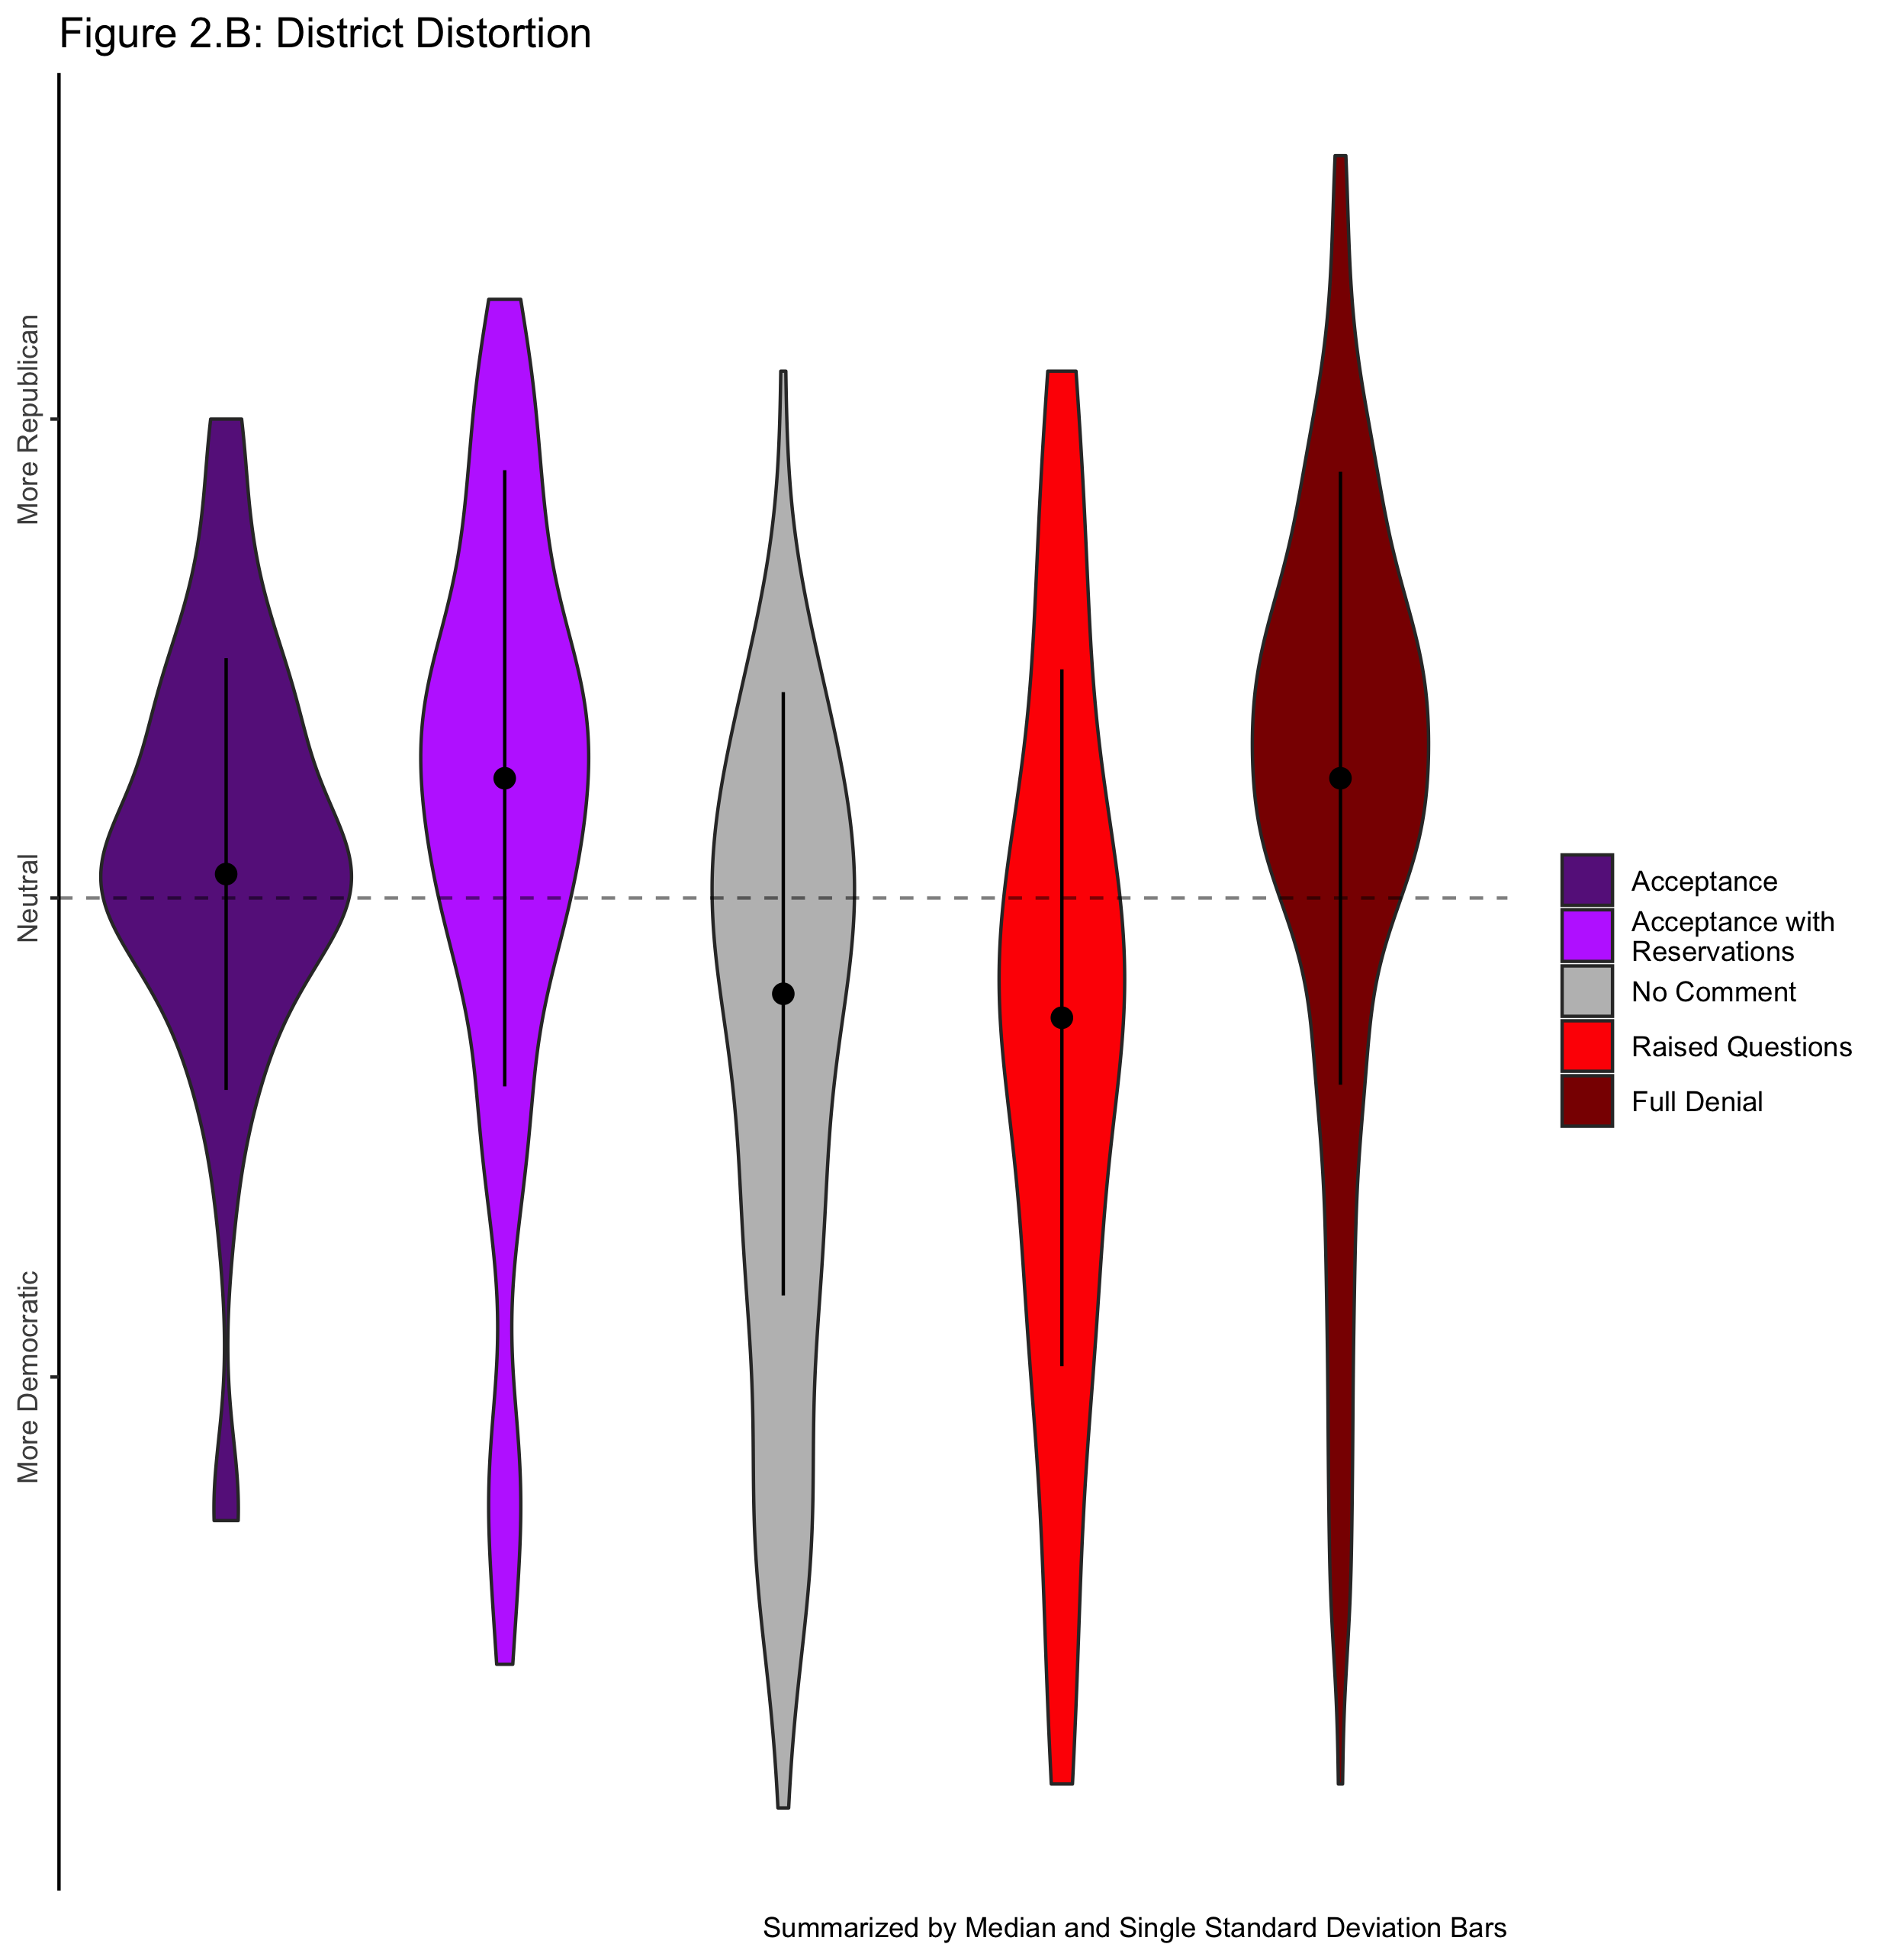 Figure 2.B: District Distortion
More Republican
Neutral
More Democratic
Acceptance
Acceptance with
Reservations
No Comment
Raised Questions
Full Denial
Summarized by Median and Single Standard Deviation Bars